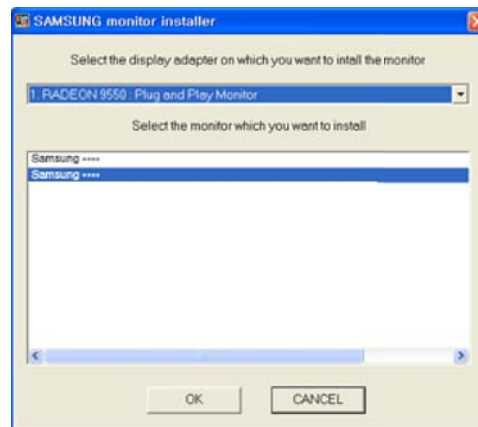 SAMSUNG monitor installer
Select the display adapter on which you want to intall the monitor
1. RADEON 9550 : Plug and Play Monitor
Select the monitor which you want to install
Samsung ****
Samsung ****
OK
CANCEL